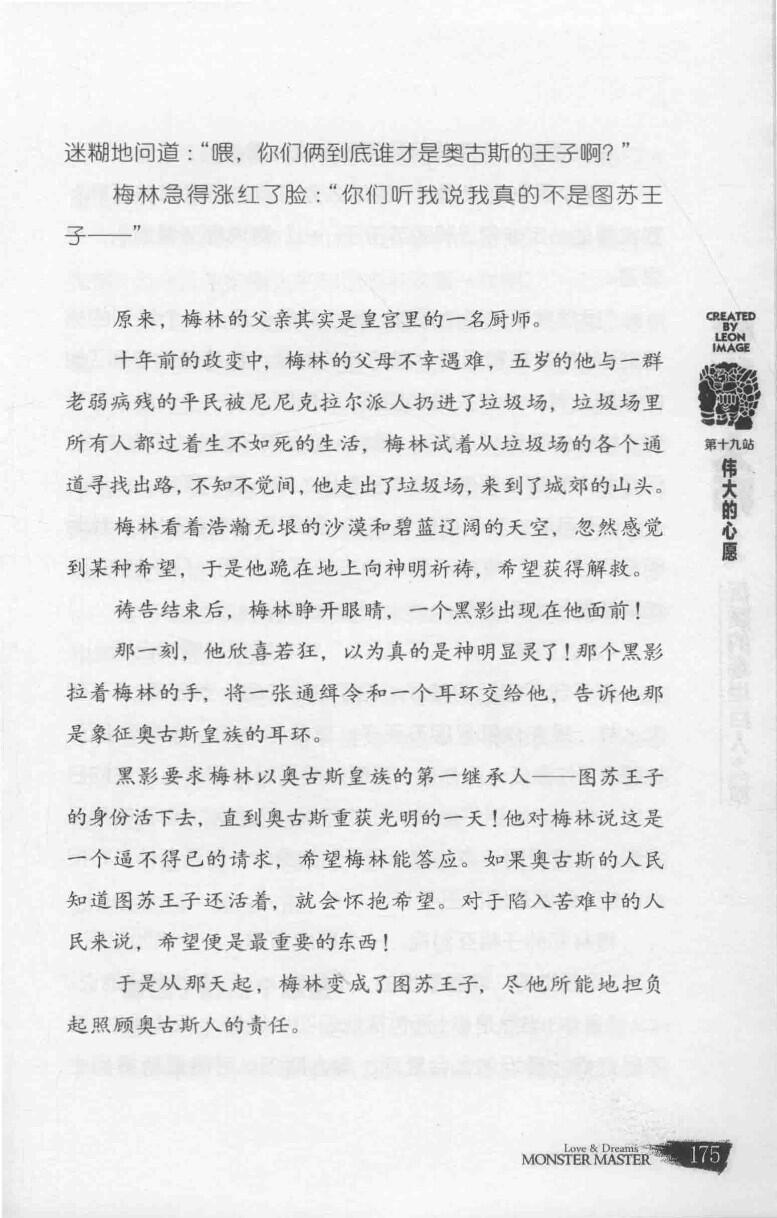 迷糊地问道：“喂，你们俩到底谁才是奥古斯的王子啊？”
梅林急得涨红了脸：“你们听我说我真的不是图苏王
子——”
原来，梅林的父亲其实是皇宫里的一名厨师。
十年前的政变中，梅林的父母不幸遇难，五岁的他与一群
老弱病残的平民被尼尼克拉尔派人扔进了垃圾场，垃圾场里
所有人都过着生不如死的生活，梅林试着从垃圾场的各个通
道寻找出路，不知不觉间，他走出了垃圾场，来到了城郊的山头。
梅林看着浩瀚无垠的沙漠和碧蓝辽阔的天空，忽然感觉
到某种希望，于是他跪在地上向神明祈祷，希望获得解救。
祷告结束后，梅林睁开眼睛，一个黑影出现在他面前！
那一刻，他欣喜若狂，以为真的是神明显灵了！那个黑影
拉着梅林的手，将一张通缉令和一个耳环交给他，告诉他那
是象征奥古斯皇族的耳环。
黑影要求梅林以奥古斯皇族的第一继承人——图苏王子
的身份活下去，直到奥古斯重获光明的一天！他对梅林说这是
一个逼不得已的请求，希望梅林能答应。如果奥古斯的人民
知道图苏王子还活着，就会怀抱希望。对于陷入苦难中的人
民来说，希望便是最重要的东西！
于是从那天起，梅林变成了图苏王子，尽他所能地担负
起照顾奥古斯人的责任。
CREATED
BY
LEON
IMAGE
第十九站
伟大的心愿
Love & Dreams
MONSTER MASTER
175